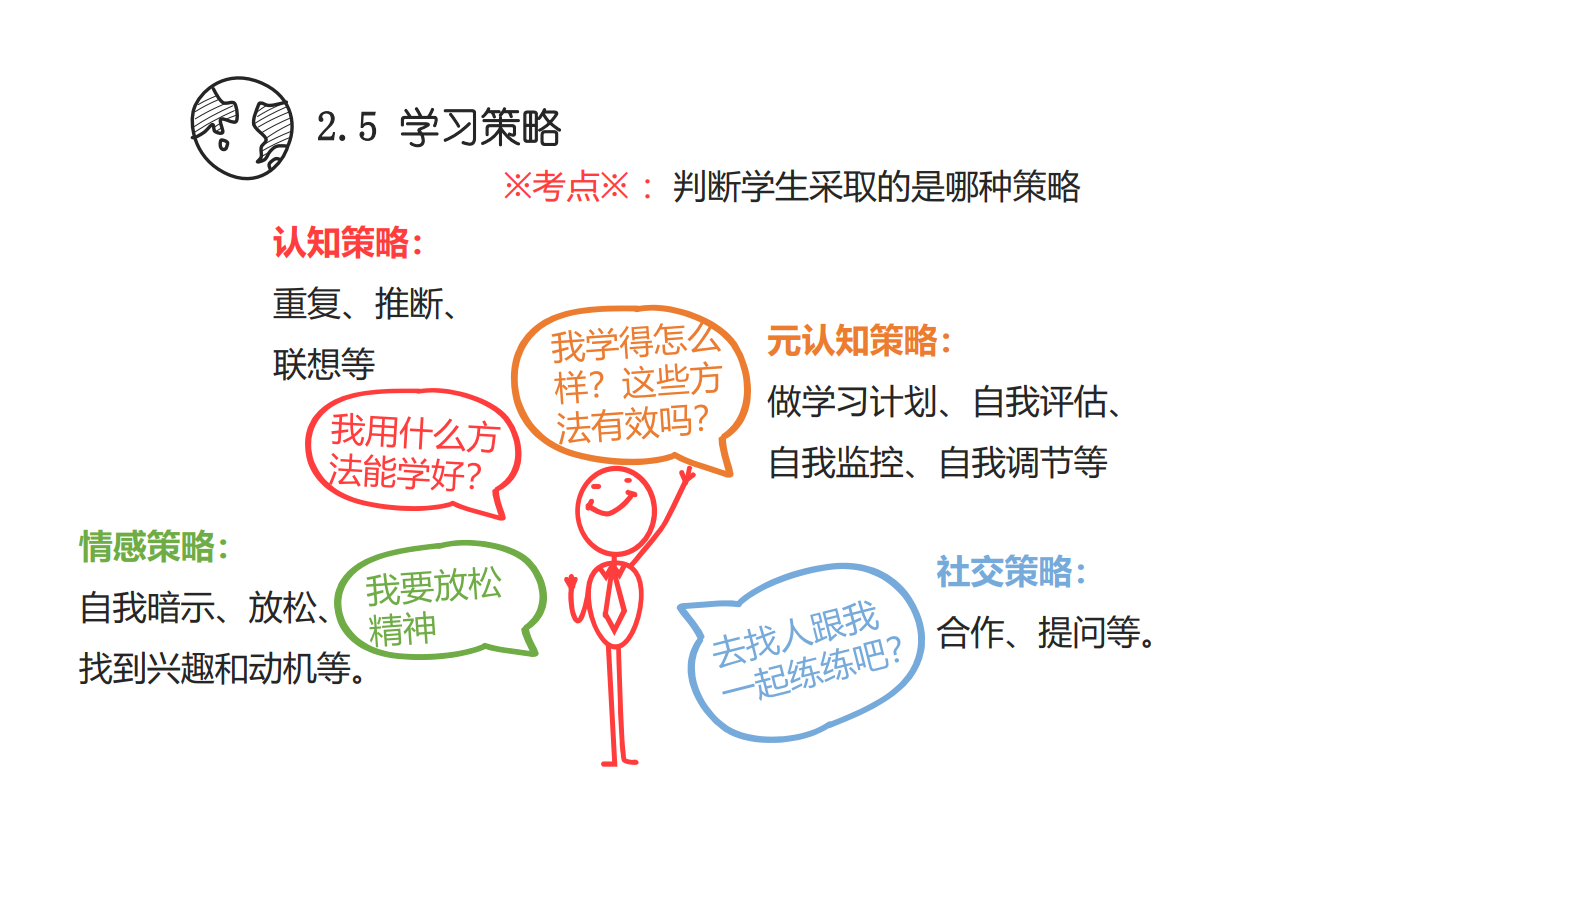 2.5 学习策略
※考点※ ：判断学生采取的是哪种策略
认知策略：
重复、推断、
联想等
我用什么方
法能学好？
我学得怎么
样？这些方
法有效吗？
元认知策略：
做学习计划、自我评估、
自我监控、自我调节等
情感策略：
自我暗示、放松、
找到兴趣和动机等。
我要放松
精神
社交策略：
合作、提问等。
去找人跟我
一起练练吧？